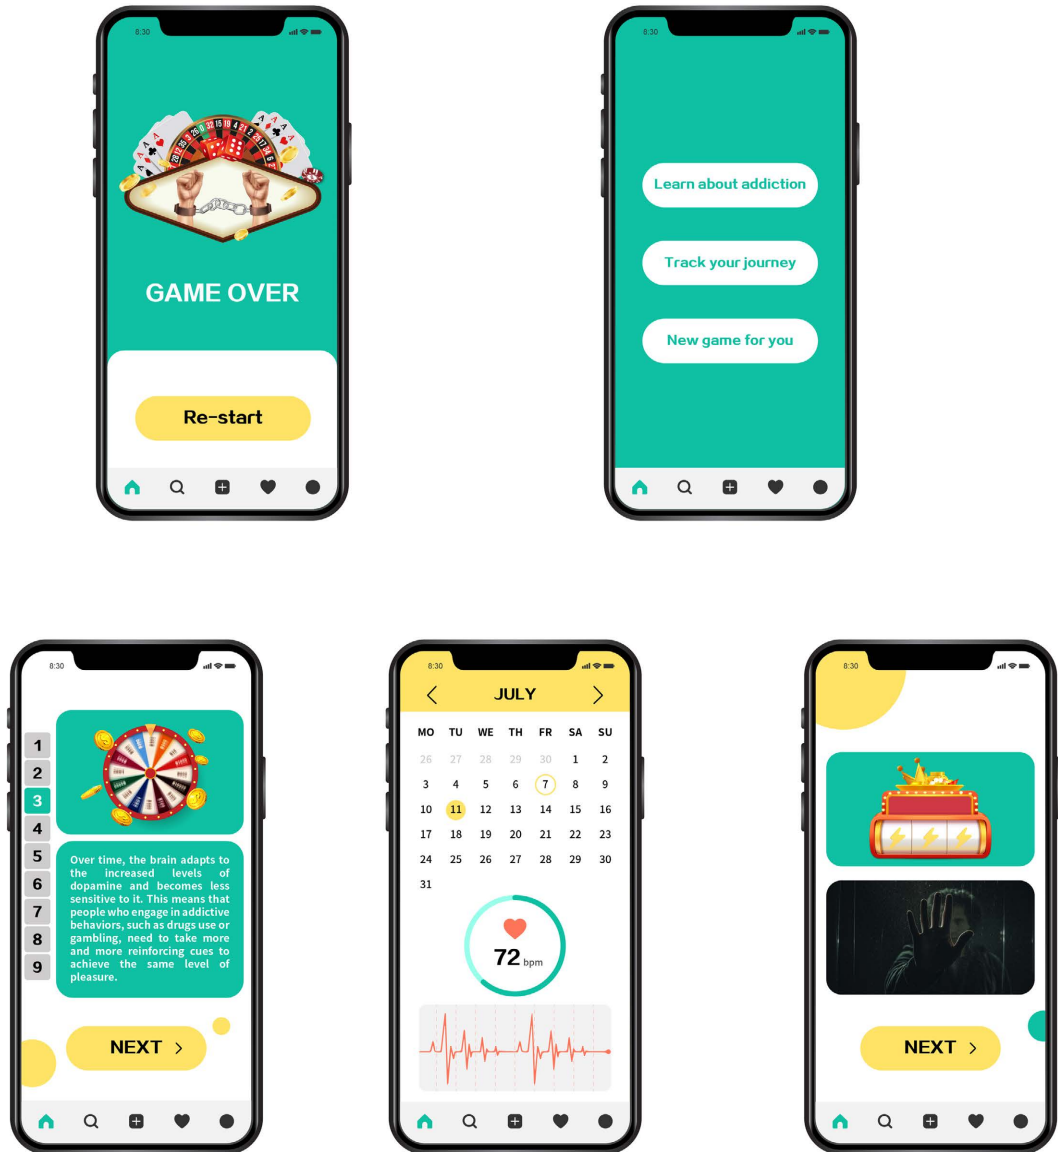 8:30
GAME OVER
Re-start
8:30
Learn about addiction
Track your journey
New game for you
8:30
1
2
3
4
5
6
7
8
9
Over time, the brain adapts to
the increased levels of
dopamine and becomes less
sensitive to it. This means that
people who engage in addictive
behaviors, such as drugs use or
gambling, need to take more
and more reinforcing cues to
achieve the same level of
pleasure.
NEXT >
8:30
< JULY >
MO TU WE TH FR SA SU
26 27 28 29 30 1 2
3 4 5 6 7 8 9
10 11 12 13 14 15 16
17 18 19 20 21 22 23
24 25 26 27 28 29 30
31
72 bpm
8:30
NEXT >